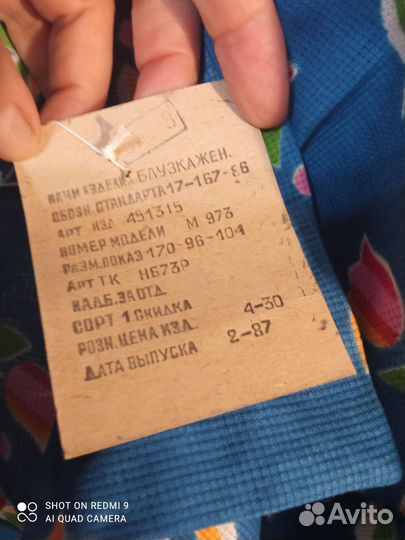 НАИМ ИЗДЕЛИЯ БЛУЗКА ЖЕН.
ОБОЗН. СТАНДАРТА 17-167-86
АРТ ИЗД 451315
НОМЕР МОДЕЛИ М 973
РАЗМ.ПОКАЗ 170-96-104
АРТ ТК Н673Р
НАДБ.ЗА ОТД.
СОРТ 1 СКИДКА
РОЗН.ЦЕНА ИЗД. 4-30
ДАТА ВЫПУСКА 2-87
SHOT ON REDMI 9
AI QUAD CAMERA
Avito